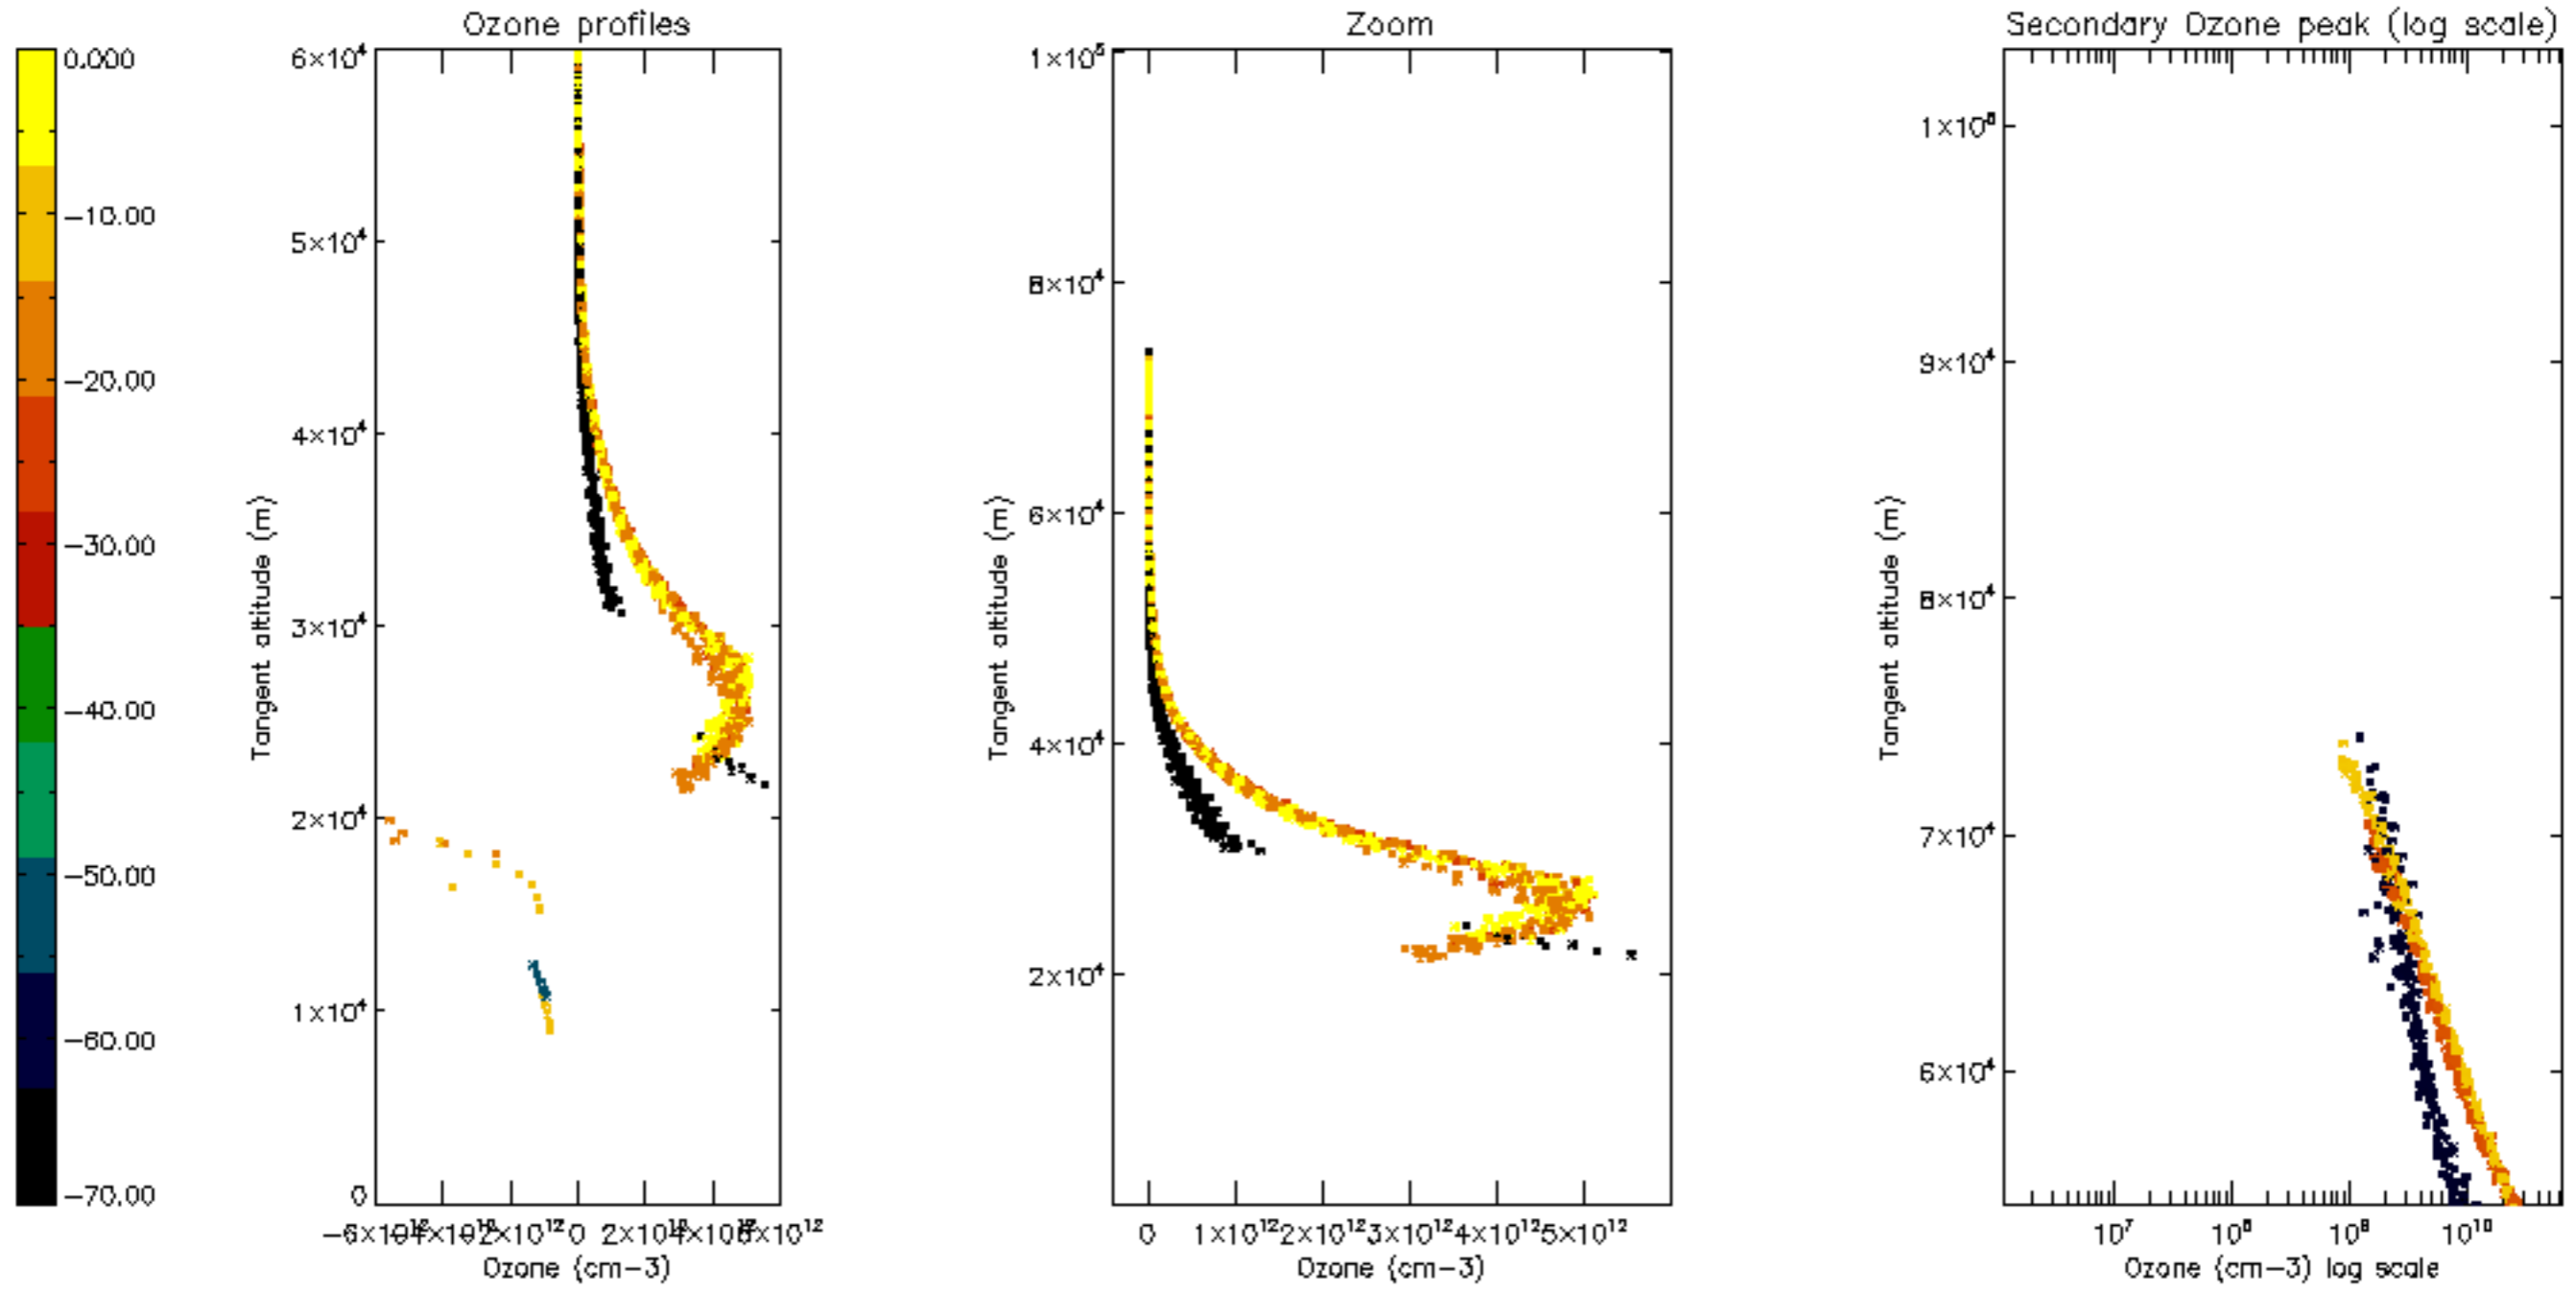 Ozone profiles
Zoom
Secondary Ozone peak (log scale)
0.000
−10.00
−20.00
−30.00
−40.00
−50.00
−60.00
−70.00
6×10⁴
5×10⁴
4×10⁴
3×10⁴
2×10⁴
1×10⁴
0
Tangent altitude (m)
0
Ozone (cm−3)
1×10⁵
8×10⁴
6×10⁴
4×10⁴
2×10⁴
Tangent altitude (m)
0 1×10¹² 2×10¹² 3×10¹² 4×10¹² 5×10¹²
Ozone (cm−3)
1×10⁵
9×10⁴
8×10⁴
7×10⁴
6×10⁴
Tangent altitude (m)
10⁷ 10⁸ 10⁹ 10¹⁰
Ozone (cm−3) log scale